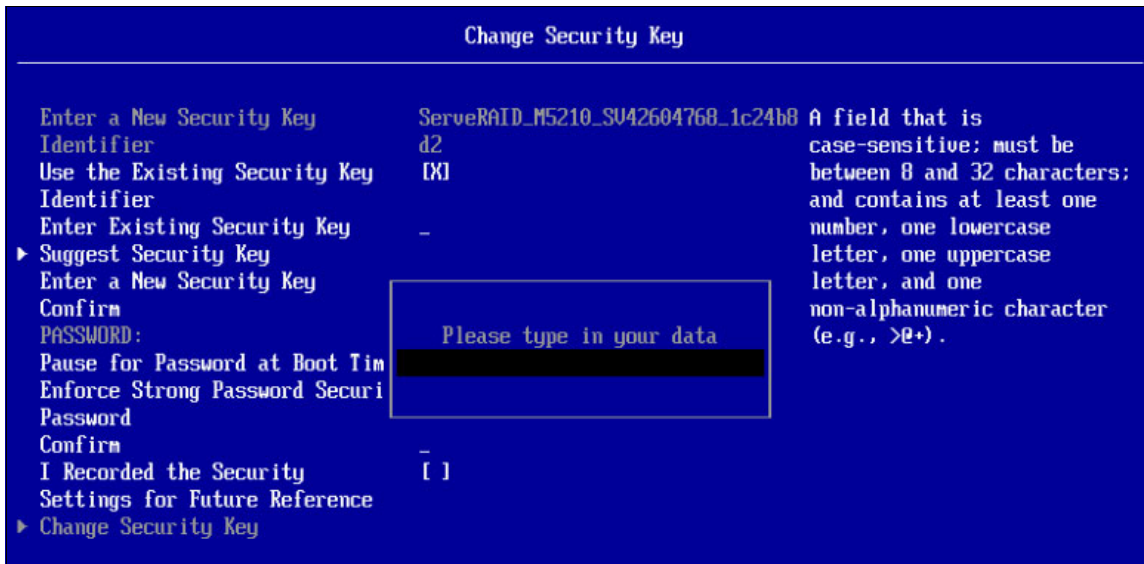 Change Security Key
Enter a New Security Key ServeRAID_M5210_SV42604768_1c24b8
Identifier d2
Use the Existing Security Key [X]
Identifier
Enter Existing Security Key _
Suggest Security Key
Enter a New Security Key
Confirm
PASSWORD:
Pause for Password at Boot Tim
Enforce Strong Password Securi
Password
Confirm _
I Recorded the Security [ ]
Settings for Future Reference
Change Security Key
Please type in your data
A field that is
case-sensitive; must be
between 8 and 32 characters;
and contains at least one
number, one lowercase
letter, one uppercase
letter, and one
non-alphanumeric character
(e.g., >@+).